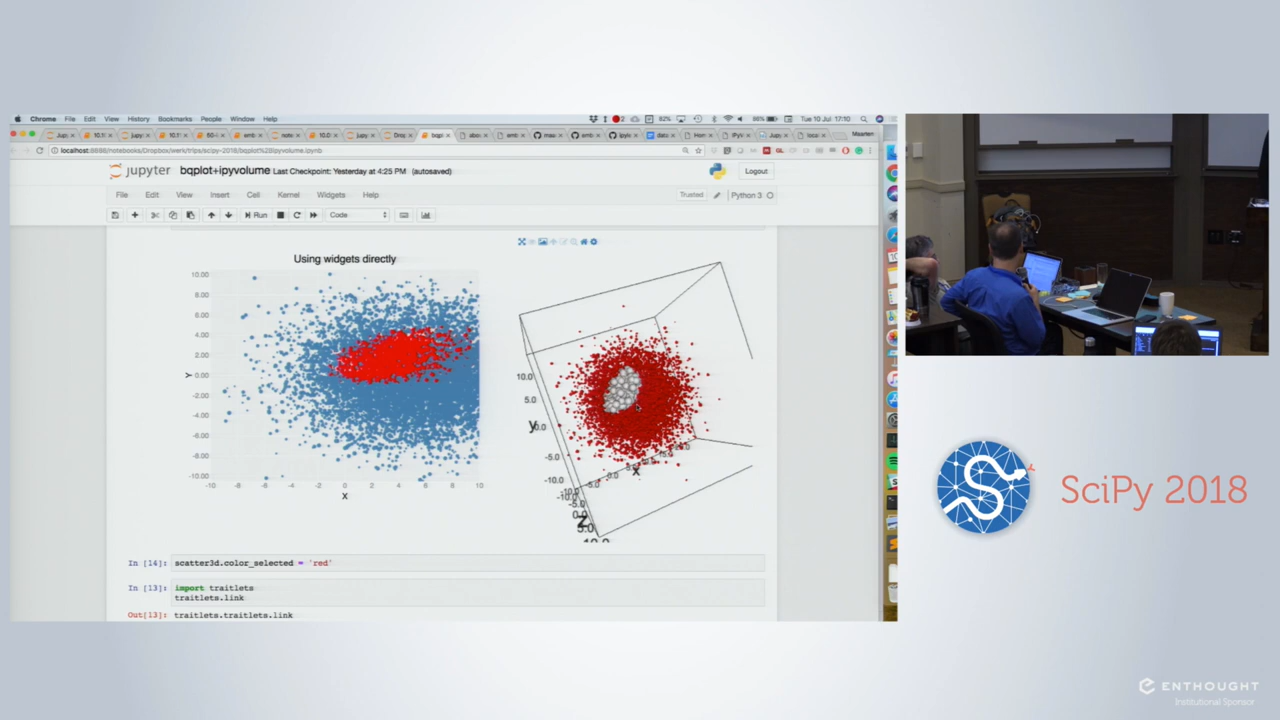 Chrome File Edit View History Bookmarks People Window Help
82% 98% Tue 10 Jul 17:10
Maarten
localhost:8888/notebooks/Dropbox/werk/trips/scipy-2018/bqplot%2Bipyvolume.ipynb
jupyter bqplot+ipyvolume Last Checkpoint: Yesterday at 4:25 PM (autosaved)
Logout
File Edit View Insert Cell Kernel Widgets Help
Trusted
Python 3
Run
Code
Using widgets directly
10.00
8.00
6.00
4.00
2.00
Y 0.00
-2.00
-4.00
-6.00
-8.00
-10.00
-10 -8 -6 -4 -2 0 2 4 6 8 10
X
10.0
5.0
y 0.0
-5.0
-10.0
x
z
In [14]: scatter3d.color_selected = 'red'
In [13]: import traitlets
traitlets.link
Out[13]: traitlets.traitlets.link
SciPy 2018
ENTHOUGHT
Institutional Sponsor